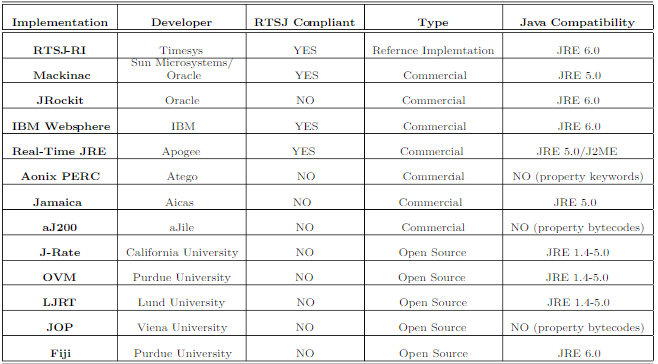 Implementation Developer RTSJ Compliant Type Java Compatibility
RTSJ-RI Timesys YES Refernce Implemtation JRE 6.0
Mackinac Sun Microsystems/ Oracle YES Commercial JRE 5.0
JRockit Oracle NO Commercial JRE 6.0
IBM Websphere IBM YES Commercial JRE 6.0
Real-Time JRE Apogee YES Commercial JRE 5.0/J2ME
Aonix PERC Atego NO Commercial NO (property keywords)
Jamaica Aicas NO Commercial JRE 5.0
aJ200 aJile NO Commercial NO (property bytecodes)
J-Rate California University NO Open Source JRE 1.4-5.0
OVM Purdue University NO Open Source JRE 1.4-5.0
LJRT Lund University NO Open Source JRE 1.4-5.0
JOP Viena University NO Open Source NO (property bytecodes)
Fiji Purdue University NO Open Source JRE 6.0